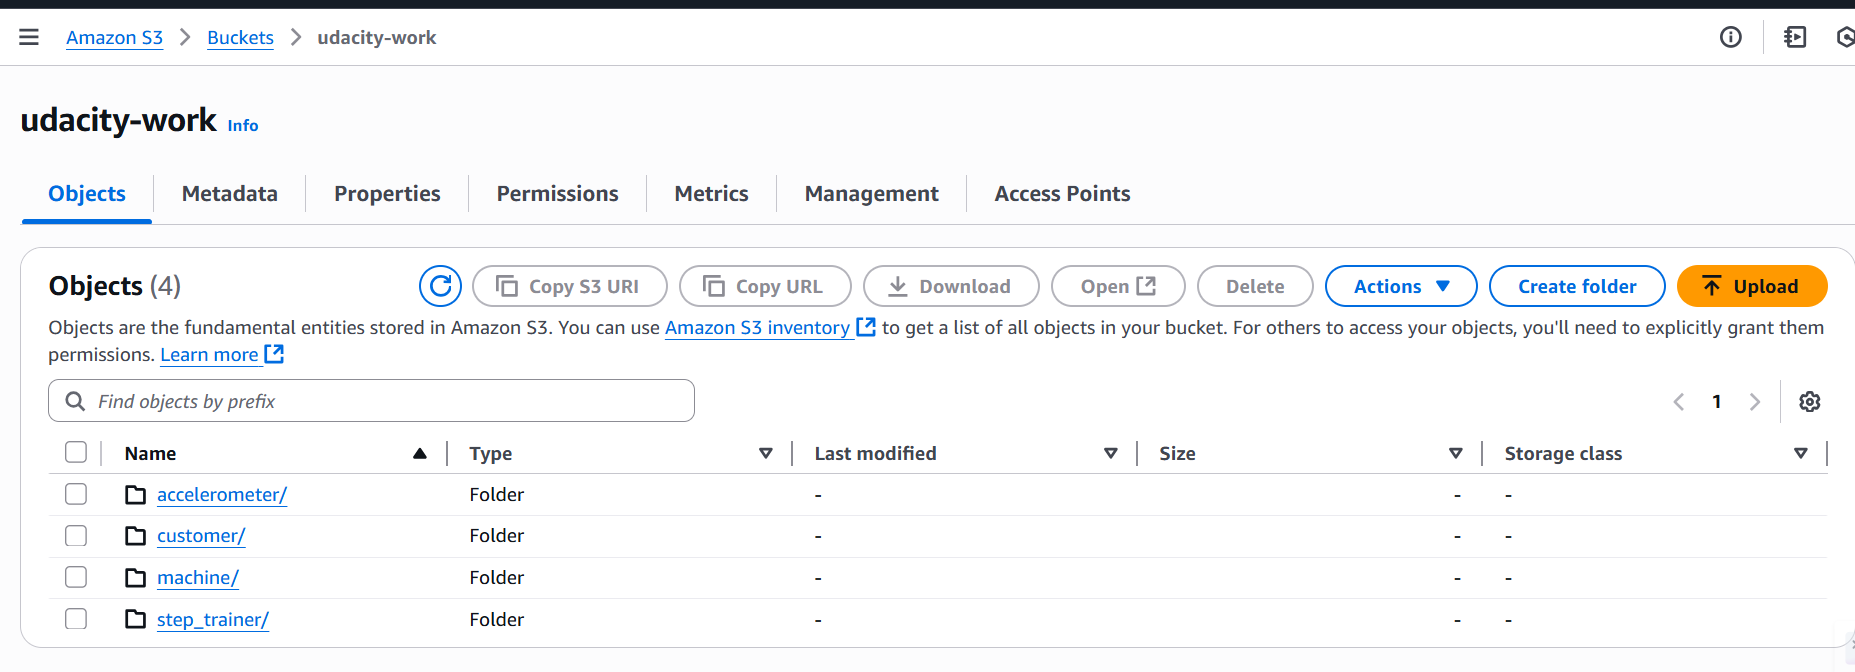 Amazon S3 > Buckets > udacity-work
udacity-work Info
Objects Metadata Properties Permissions Metrics Management Access Points
Objects (4) Copy S3 URI Copy URL Download Open Delete Actions Create folder Upload
Objects are the fundamental entities stored in Amazon S3. You can use Amazon S3 inventory to get a list of all objects in your bucket. For others to access your objects, you'll need to explicitly grant them
permissions. Learn more
Find objects by prefix 1
Name Type Last modified Size Storage class
accelerometer/ Folder - - -
customer/ Folder - - -
machine/ Folder - - -
step_trainer/ Folder - - -